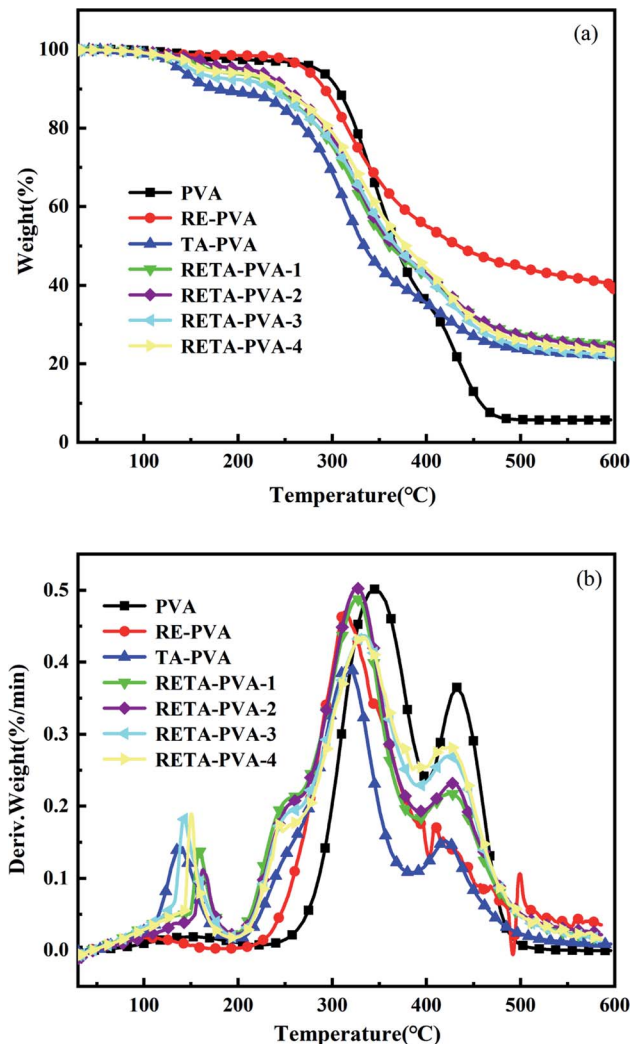 (a)
100
80
60
40
20
0
Weight(%)
PVA
RE-PVA
TA-PVA
RETA-PVA-1
RETA-PVA-2
RETA-PVA-3
RETA-PVA-4
100 200 300 400 500 600
Temperature(℃)
(b)
0.5
0.4
0.3
0.2
0.1
0.0
Deriv.Weight(%/min)
PVA
RE-PVA
TA-PVA
RETA-PVA-1
RETA-PVA-2
RETA-PVA-3
RETA-PVA-4
100 200 300 400 500 600
Temperature(℃)